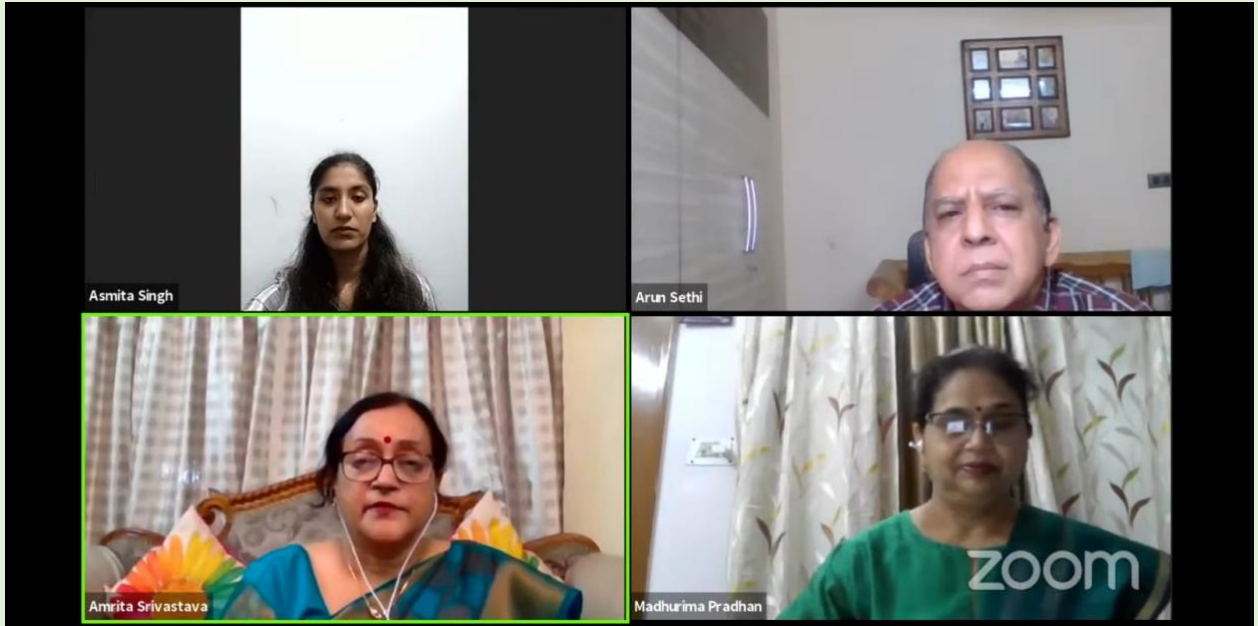 Asmita Singh
Arun Sethi
Amrita Srivastava
Madhurima Pradhan
zoom